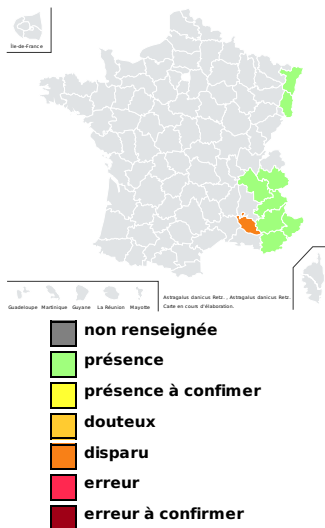 Île-de-France
Guadeloupe Martinique Guyane La Réunion Mayotte
Astragalus danicus Retz. , Astragalus danicus Retz.
Carte en cours d'élaboration.
non renseignée
présence
présence à confimer
douteux
disparu
erreur
erreur à confirmer